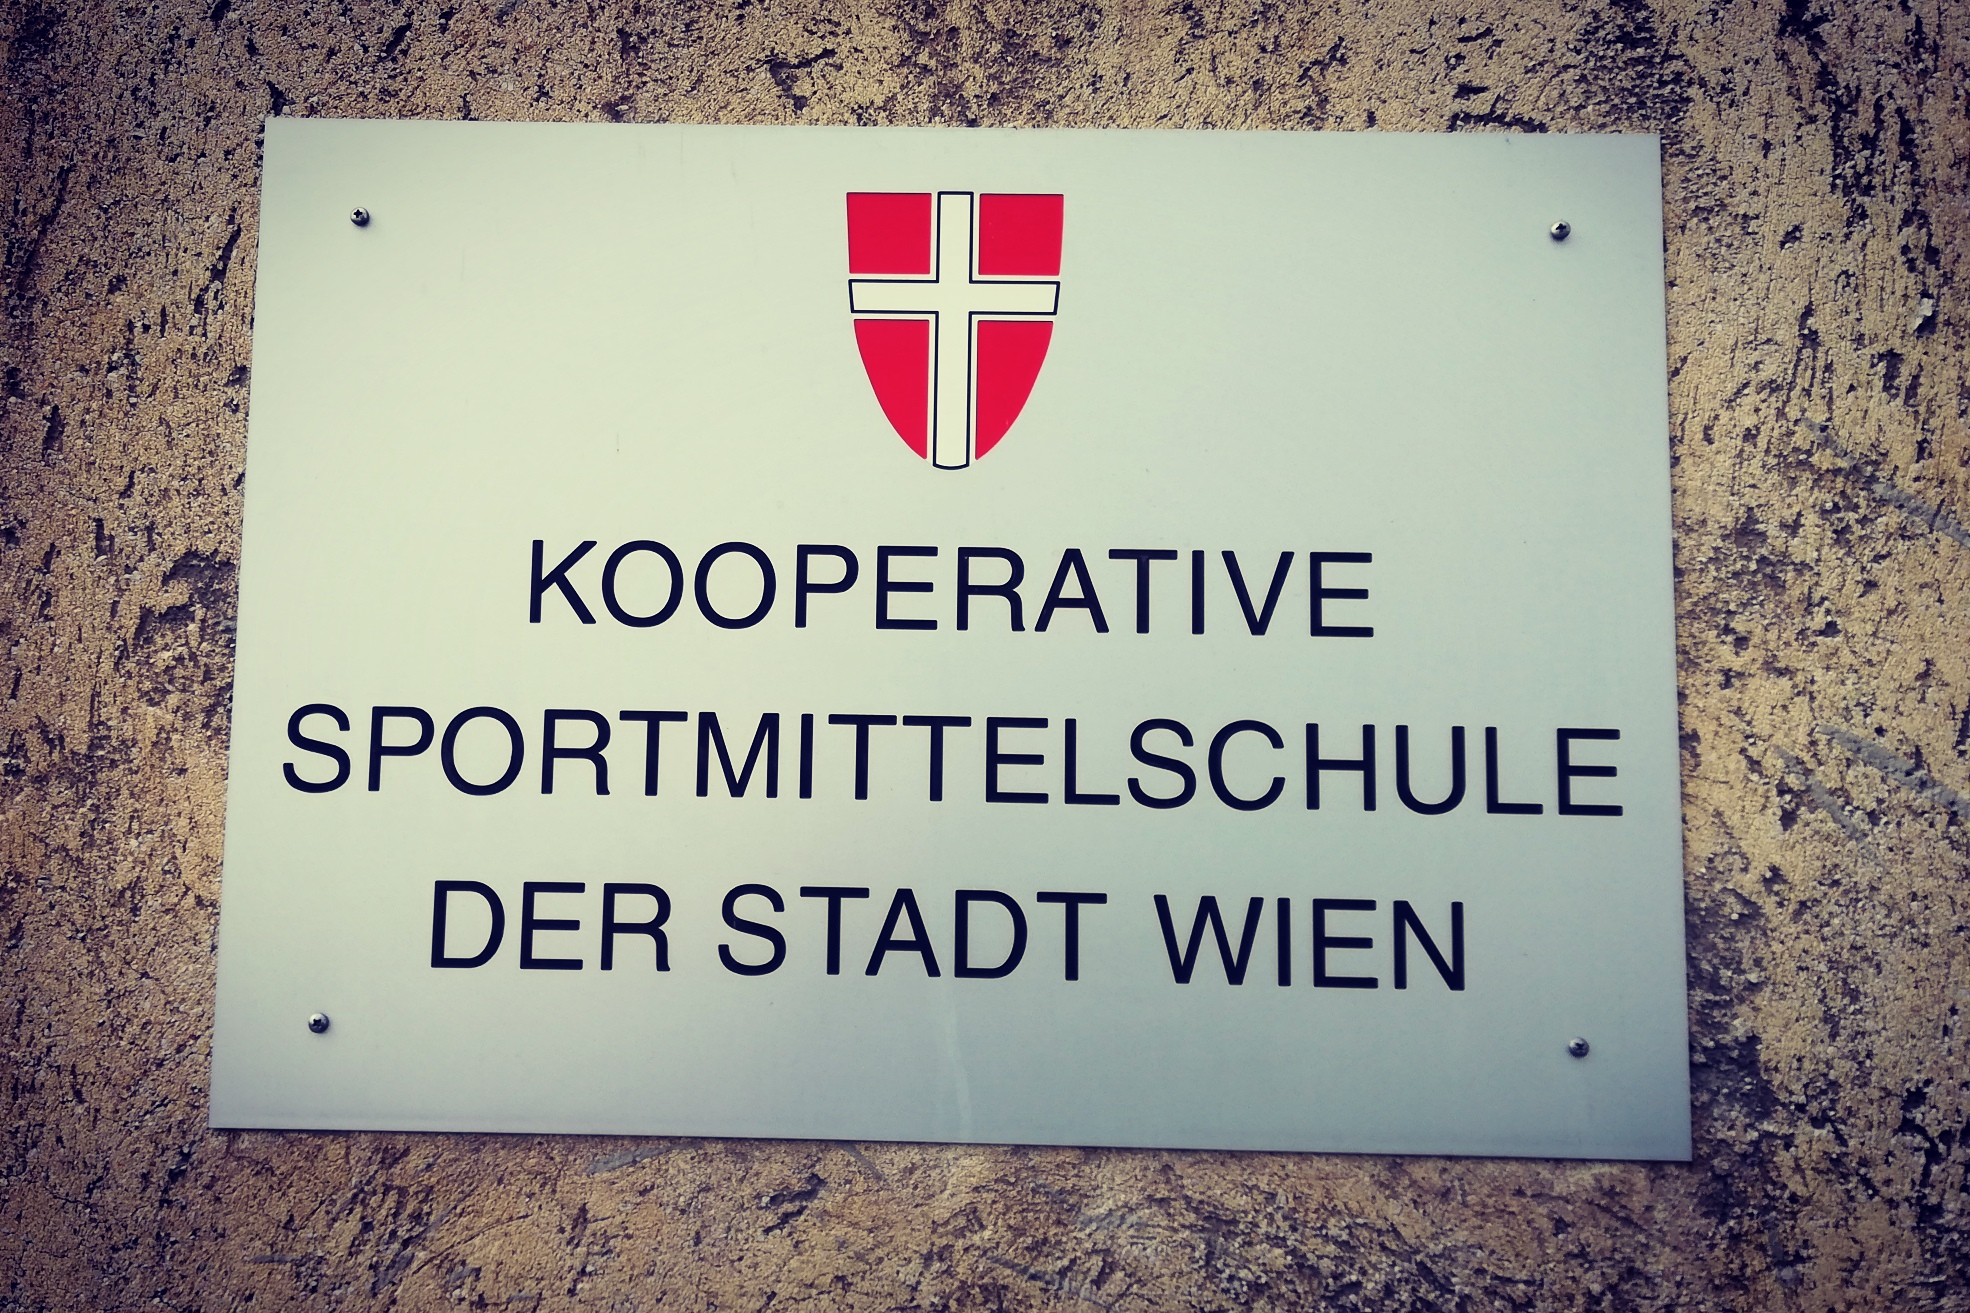 KOOPERATIVE
SPORTMITTELSCHULE
DER STADT WIEN